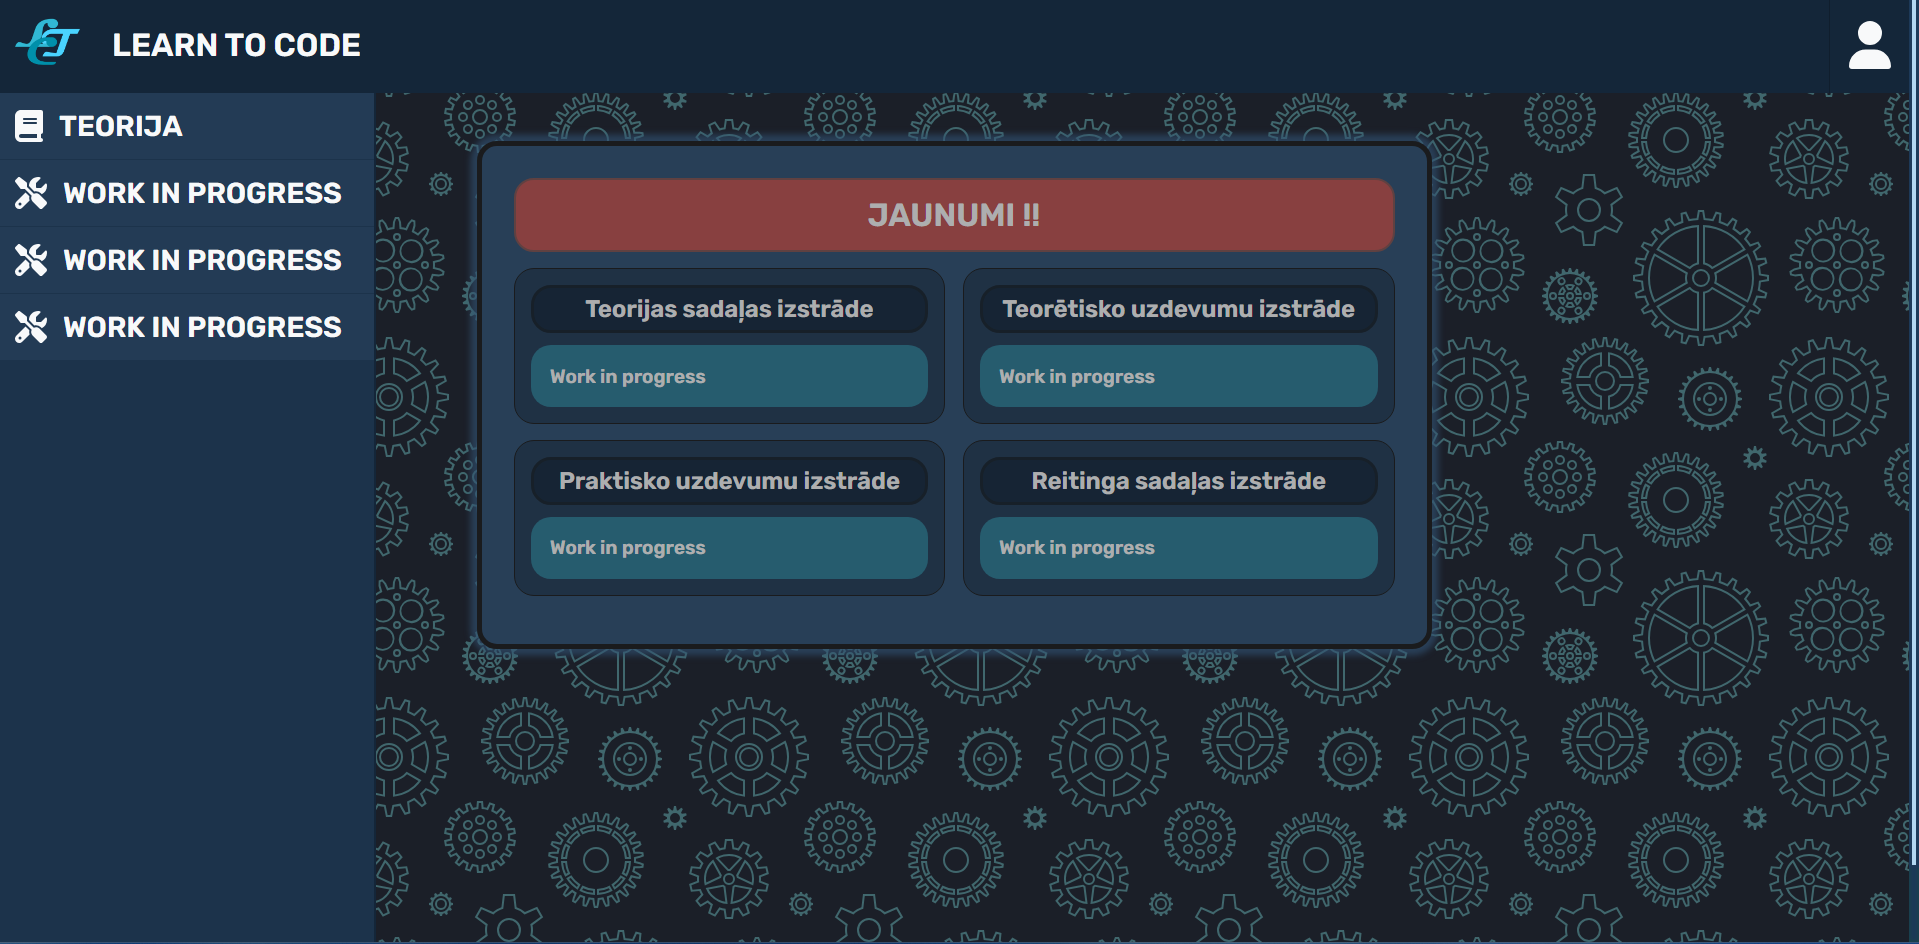 LEARN TO CODE
TEORIJA
WORK IN PROGRESS
WORK IN PROGRESS
WORK IN PROGRESS
JAUNUMI !!
Teorijas sadaļas izstrāde
Work in progress
Teorētisko uzdevumu izstrāde
Work in progress
Praktisko uzdevumu izstrāde
Work in progress
Reitinga sadaļas izstrāde
Work in progress